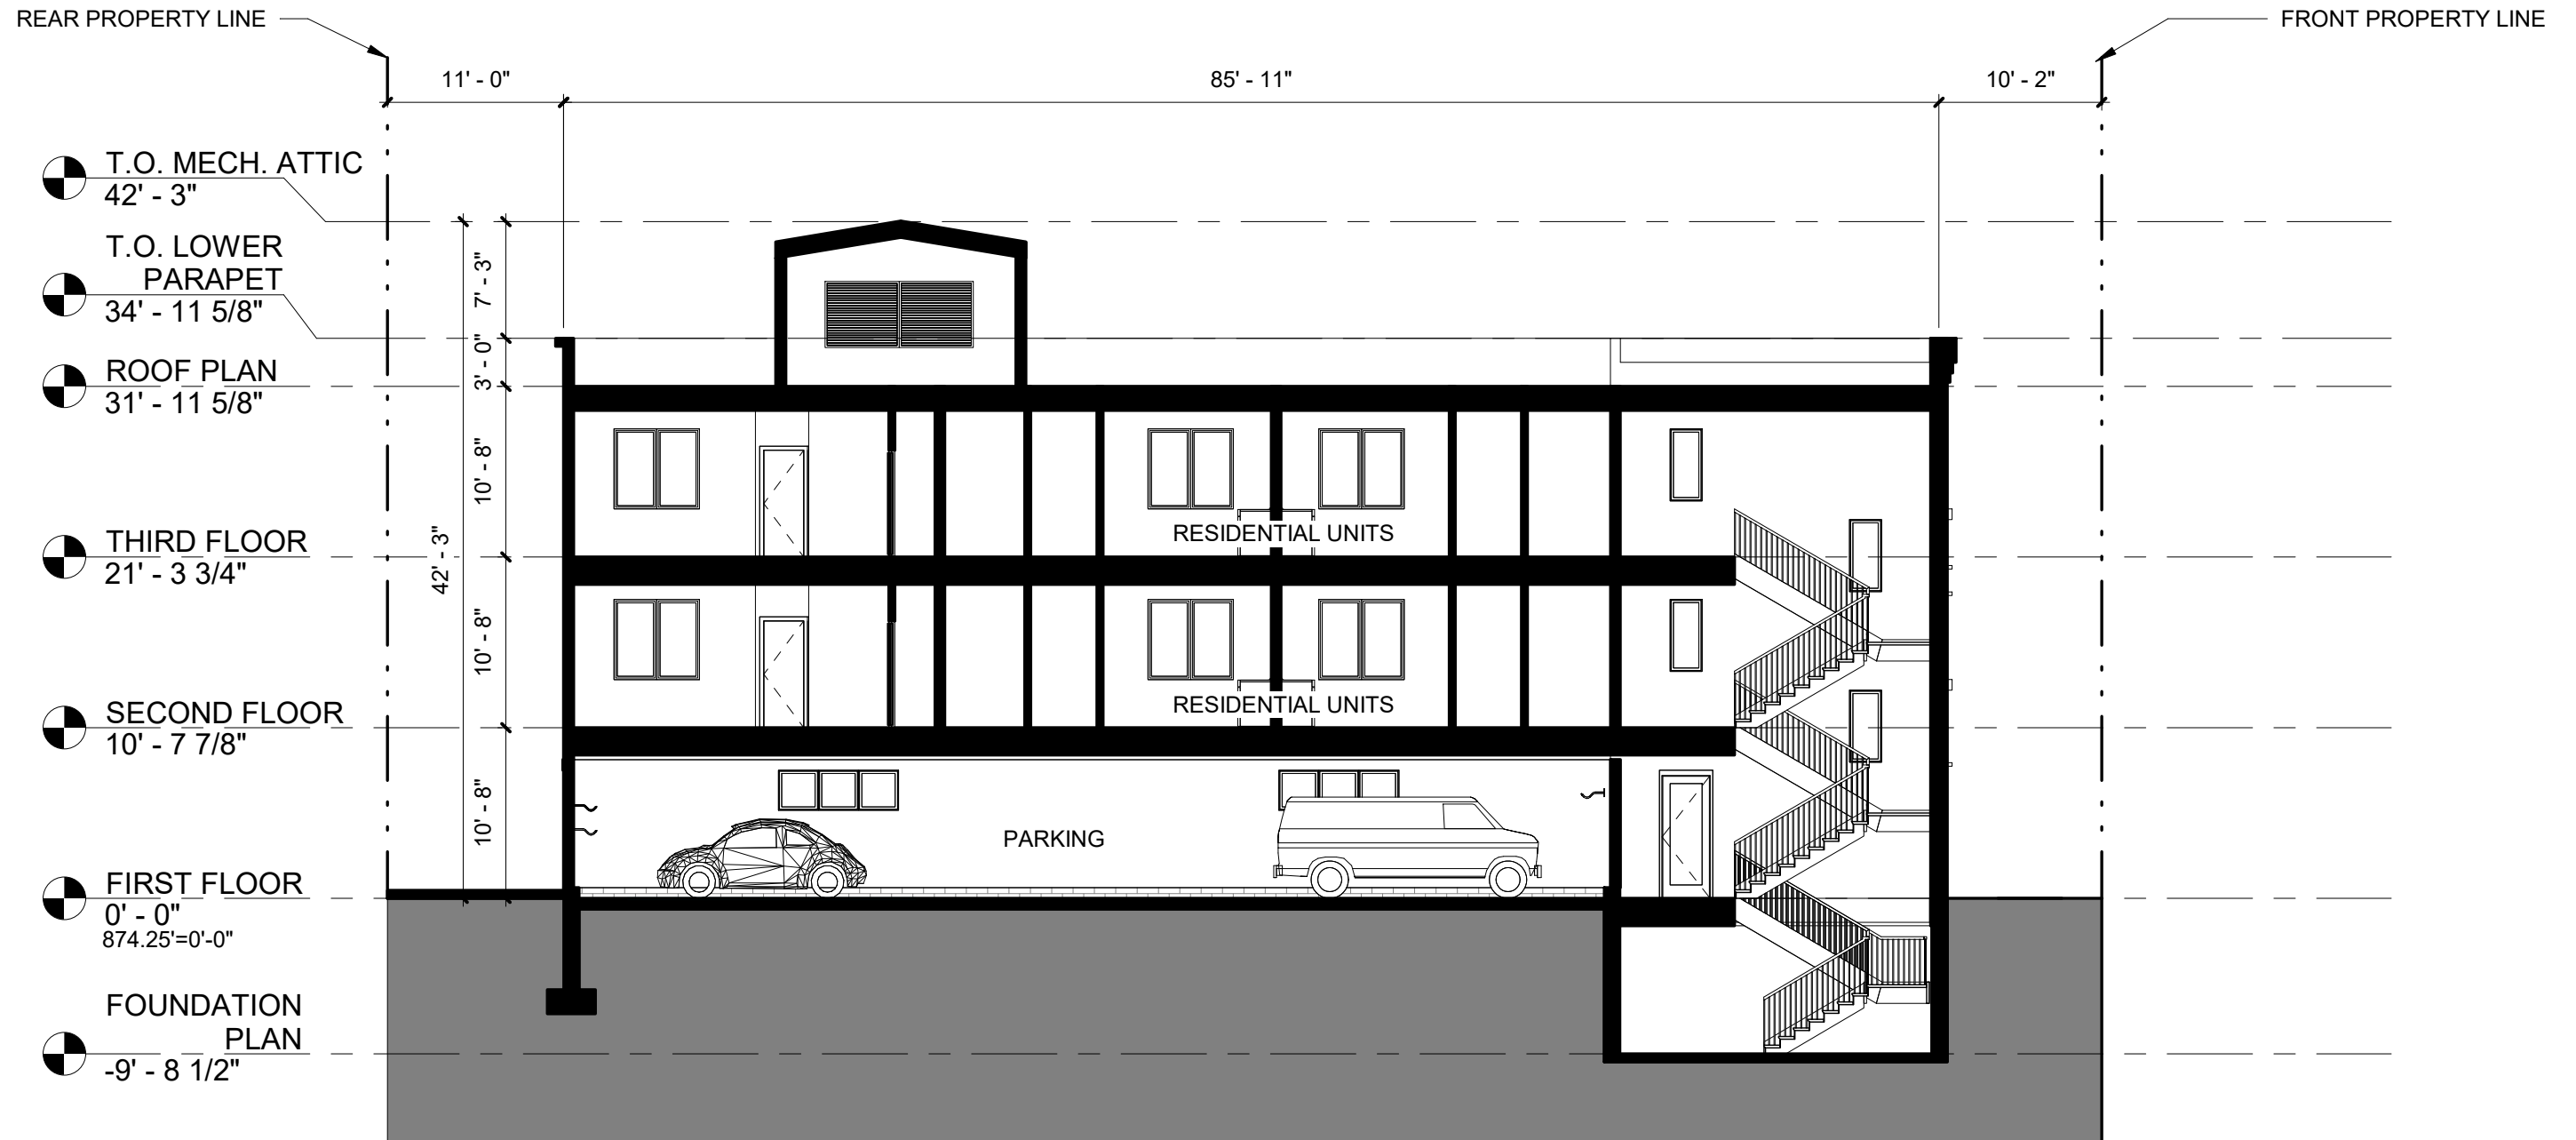 REAR PROPERTY LINE
FRONT PROPERTY LINE
11' - 0"
85' - 11"
10' - 2"
T.O. MECH. ATTIC
42' - 3"
T.O. LOWER
PARAPET
34' - 11 5/8"
ROOF PLAN
31' - 11 5/8"
THIRD FLOOR
21' - 3 3/4"
SECOND FLOOR
10' - 7 7/8"
FIRST FLOOR
0' - 0"
874.25'=0'-0"
FOUNDATION
PLAN
-9' - 8 1/2"
42' - 3"
7' - 3"
3' - 0"
10' - 8"
10' - 8"
10' - 8"
RESIDENTIAL UNITS
RESIDENTIAL UNITS
PARKING